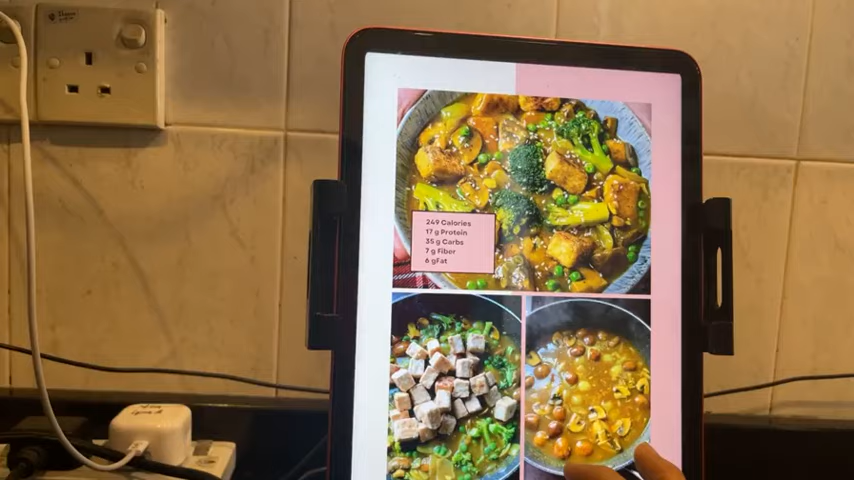 249 Calories
17 g Protein
35 g Carbs
7 g Fiber
6 gFat